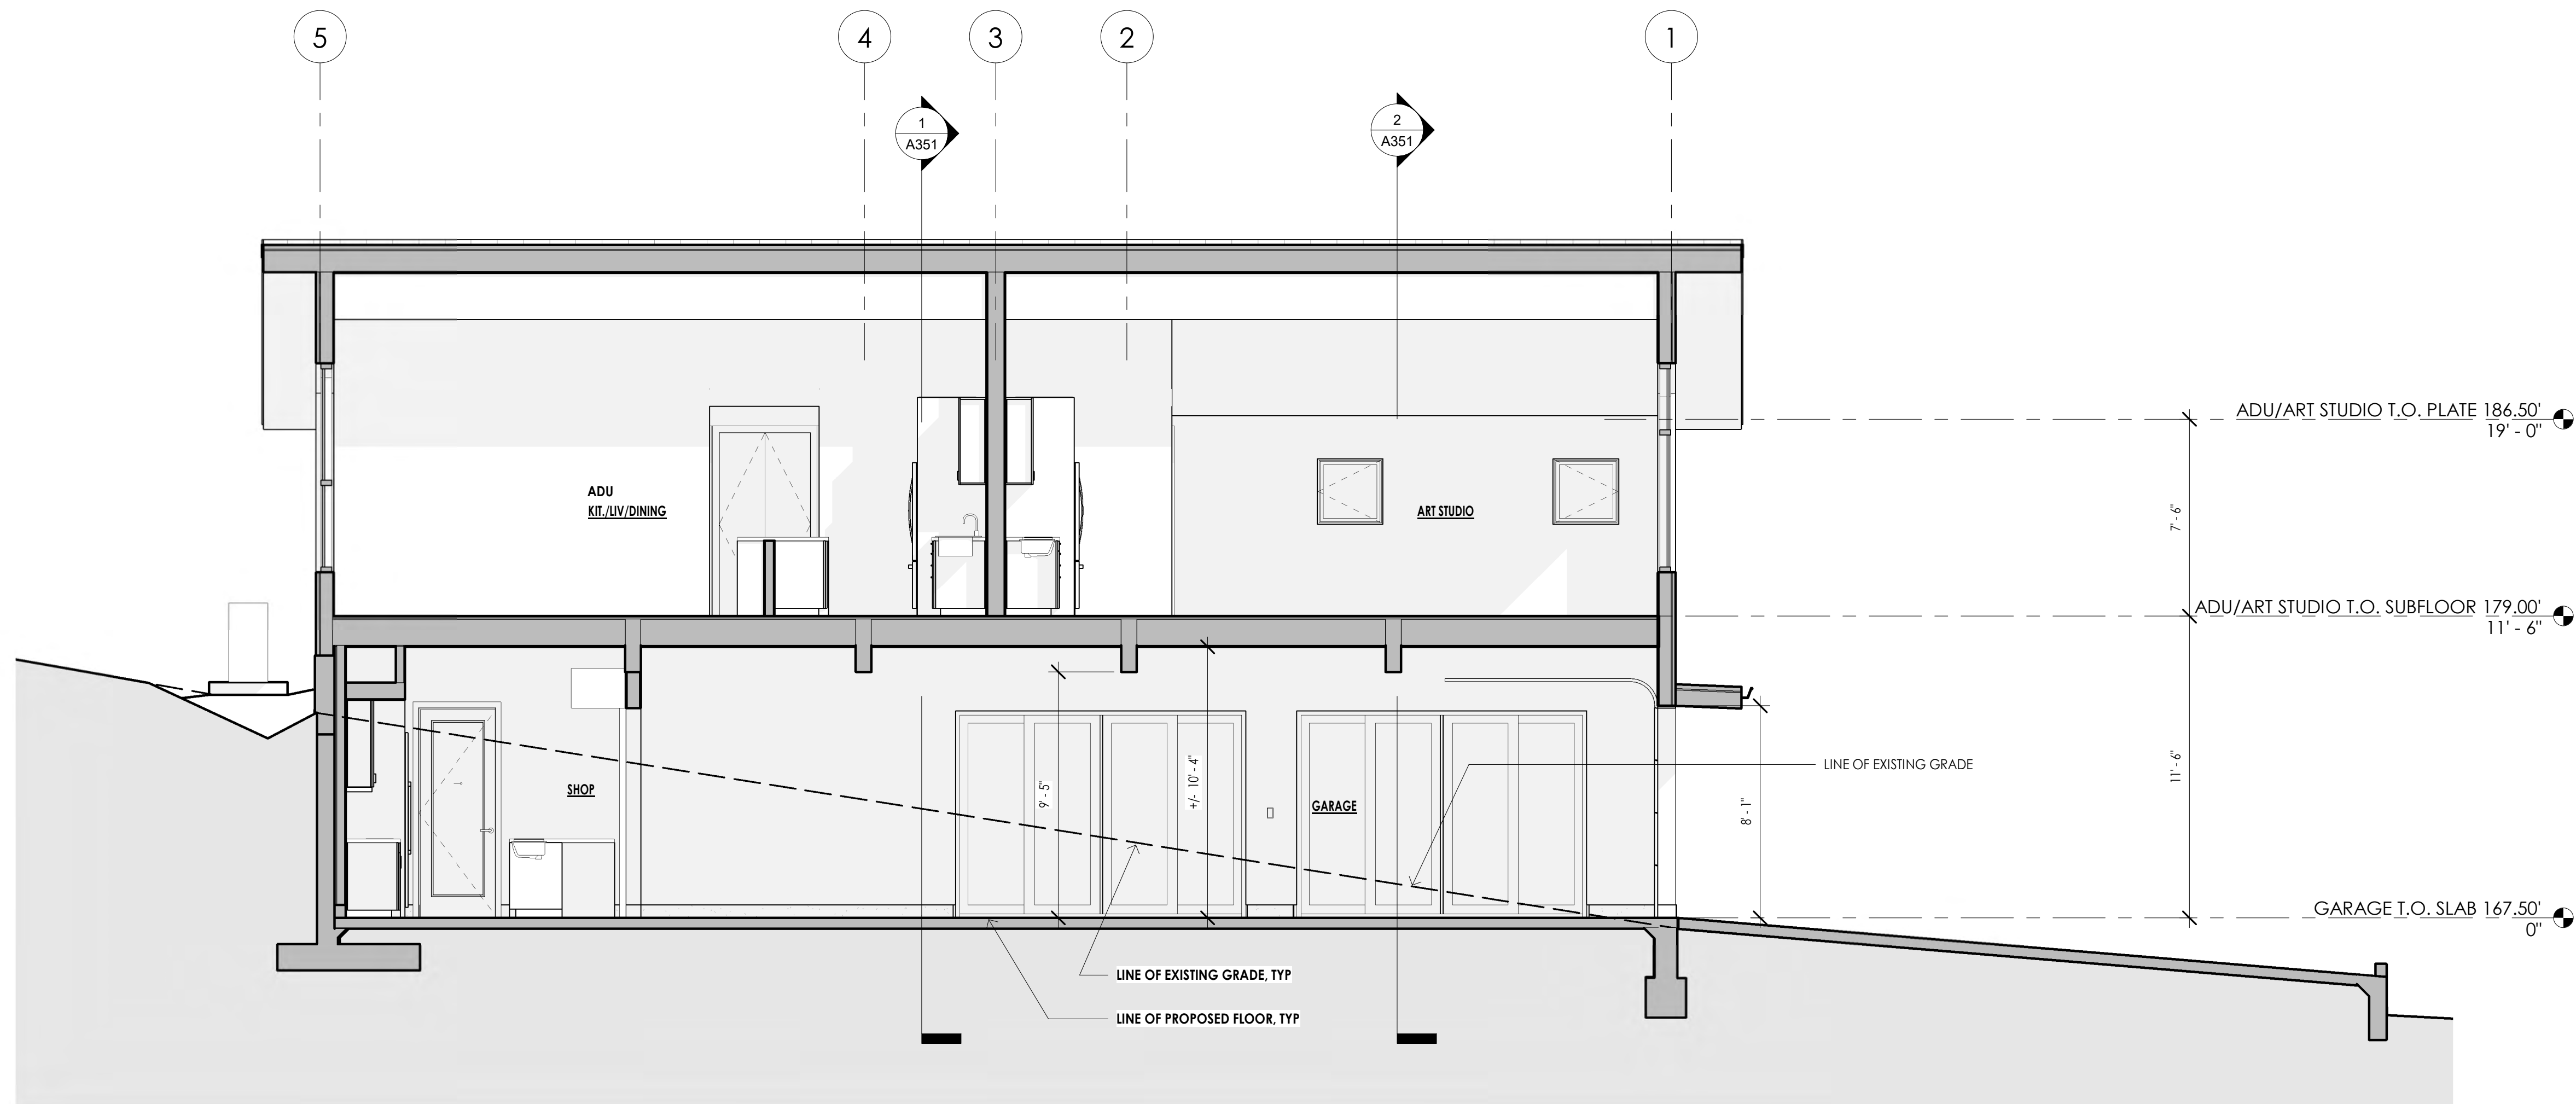 5
4
3
2
1
1
A351
2
A351
ADU/ART STUDIO T.O. PLATE 186.50'
19' - 0"
7' - 6"
ADU
KIT./LIV/DINING
ART STUDIO
ADU/ART STUDIO T.O. SUBFLOOR 179.00'
11' - 6"
11' - 6"
LINE OF EXISTING GRADE
SHOP
9' - 5"
+/- 10' - 4"
GARAGE
8' - 1"
GARAGE T.O. SLAB 167.50'
0"
LINE OF EXISTING GRADE, TYP
LINE OF PROPOSED FLOOR, TYP